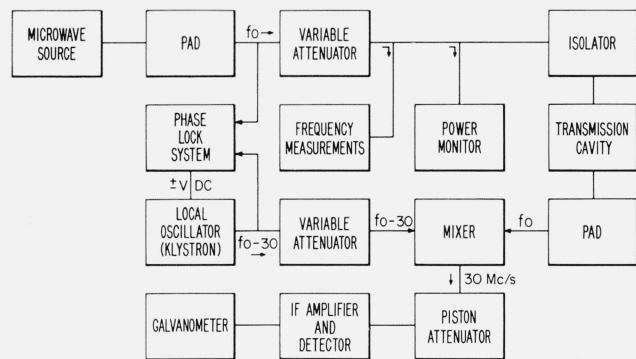 MICROWAVE
SOURCE
PAD
fo→
VARIABLE
ATTENUATOR
ISOLATOR
PHASE
LOCK
SYSTEM
FREQUENCY
MEASUREMENTS
POWER
MONITOR
TRANSMISSION
CAVITY
±V DC
LOCAL
OSCILLATOR
(KLYSTRON)
fo-30
→
VARIABLE
ATTENUATOR
fo-30
MIXER
fo
PAD
↓ 30 Mc/s
GALVANOMETER
IF AMPLIFIER
AND
DETECTOR
PISTON
ATTENUATOR